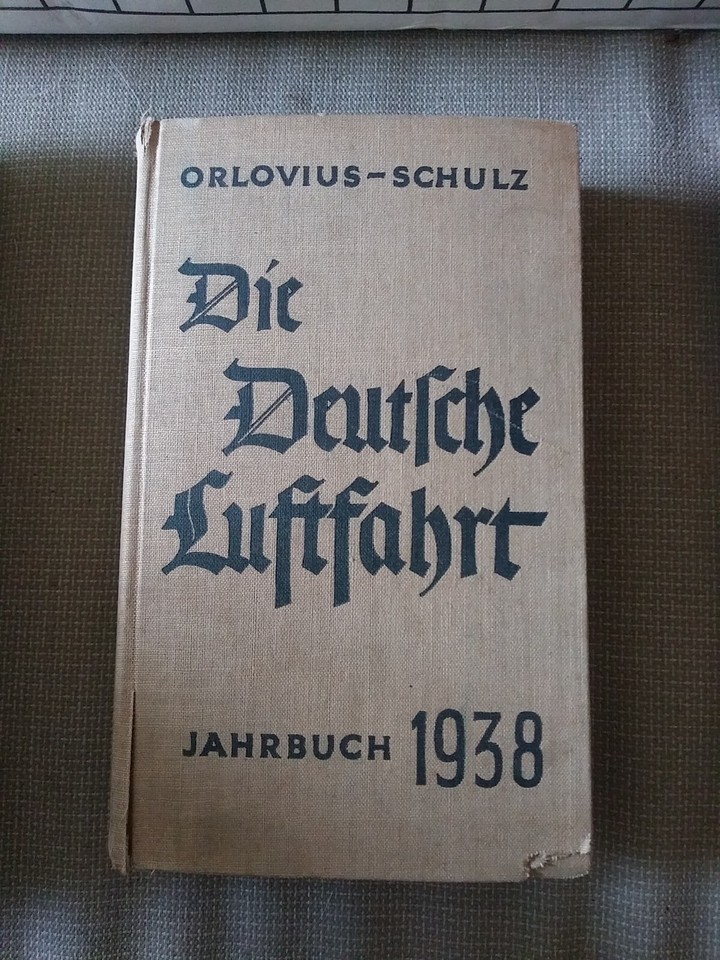 ORLOVIUS–SCHULZ
Die
Deutſche
Luftfahrt
JAHRBUCH 1938